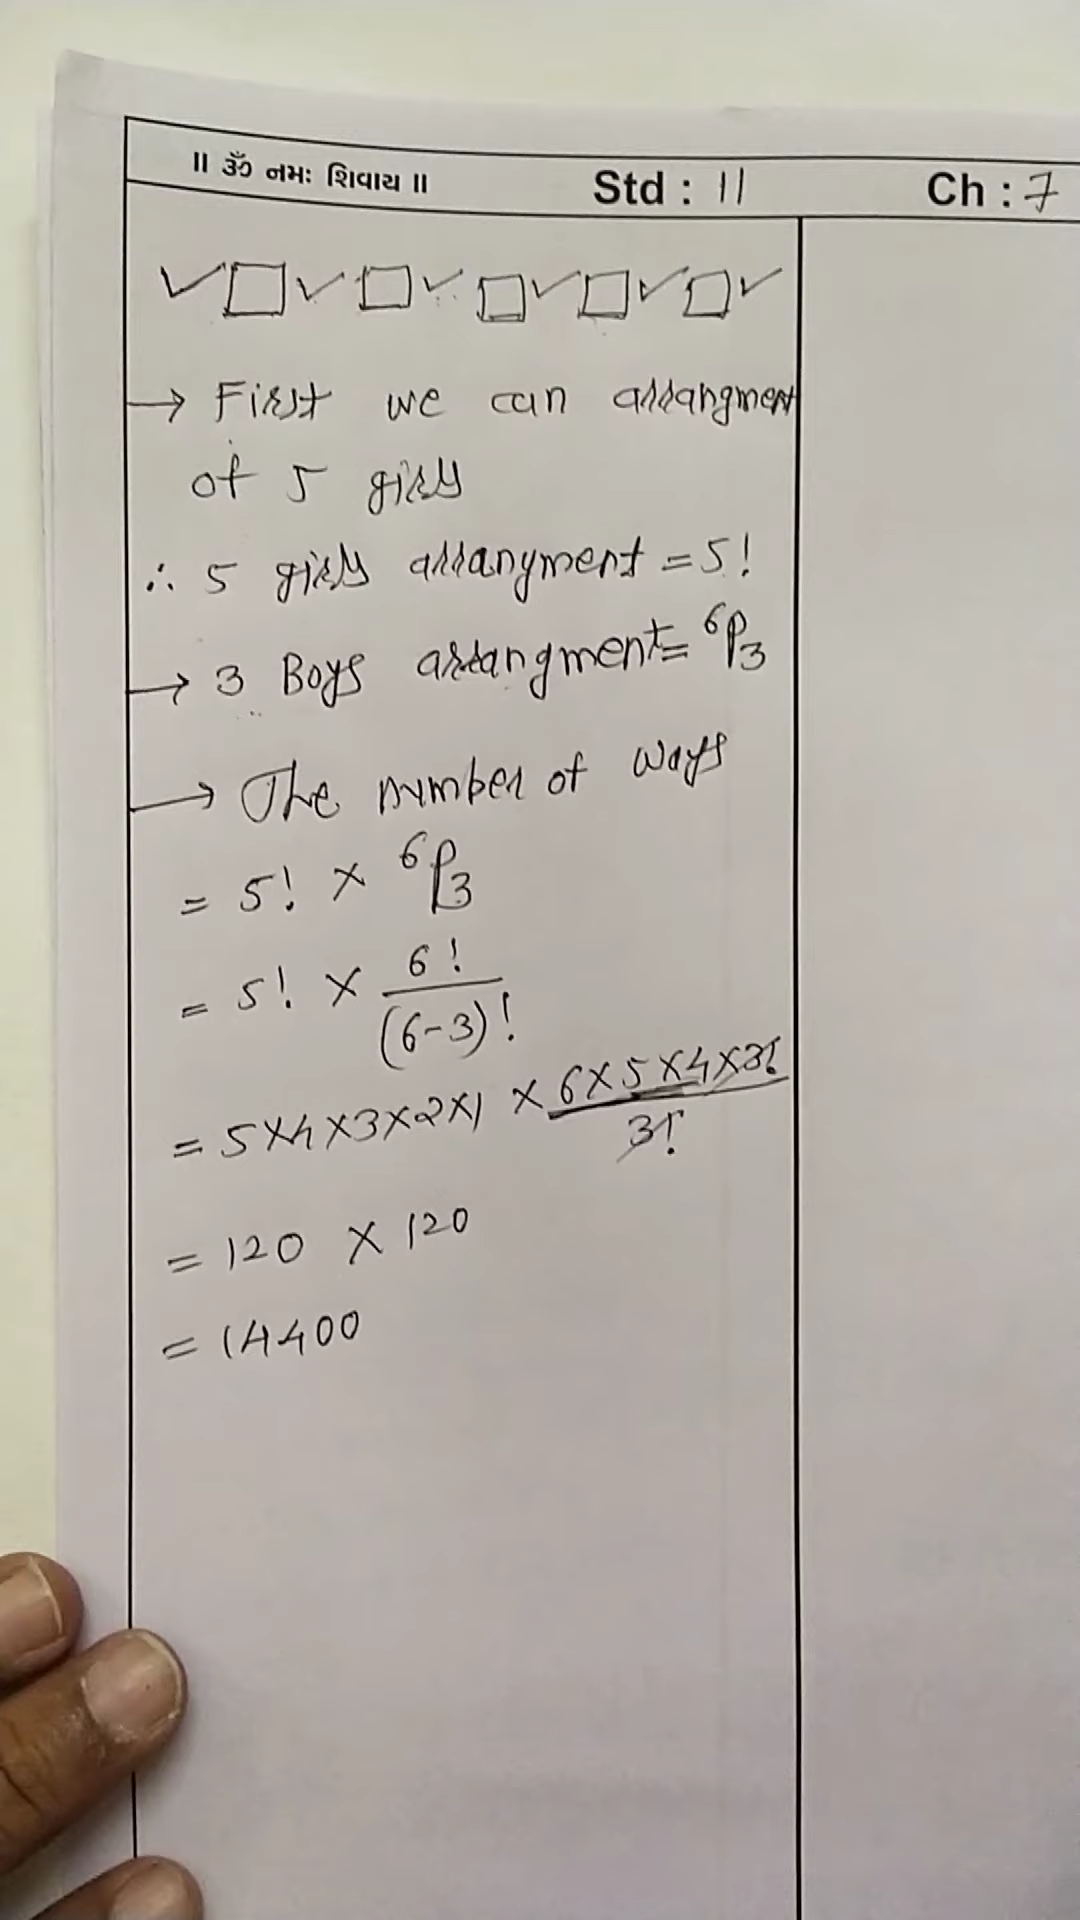 ॥ ૐ નમઃ શિવાય ॥ Std : 11 Ch : 7
→ First we can arrangment
of 5 girls
∴ 5 girls arrangment = 5!
→ 3 Boys arrangment = ⁶P₃
→ The number of ways
= 5! × ⁶P₃
= 5! × 6! / (6-3)!
= 5×4×3×2×1 × 6×5×4×3! / 3!
= 120 × 120
= 14400